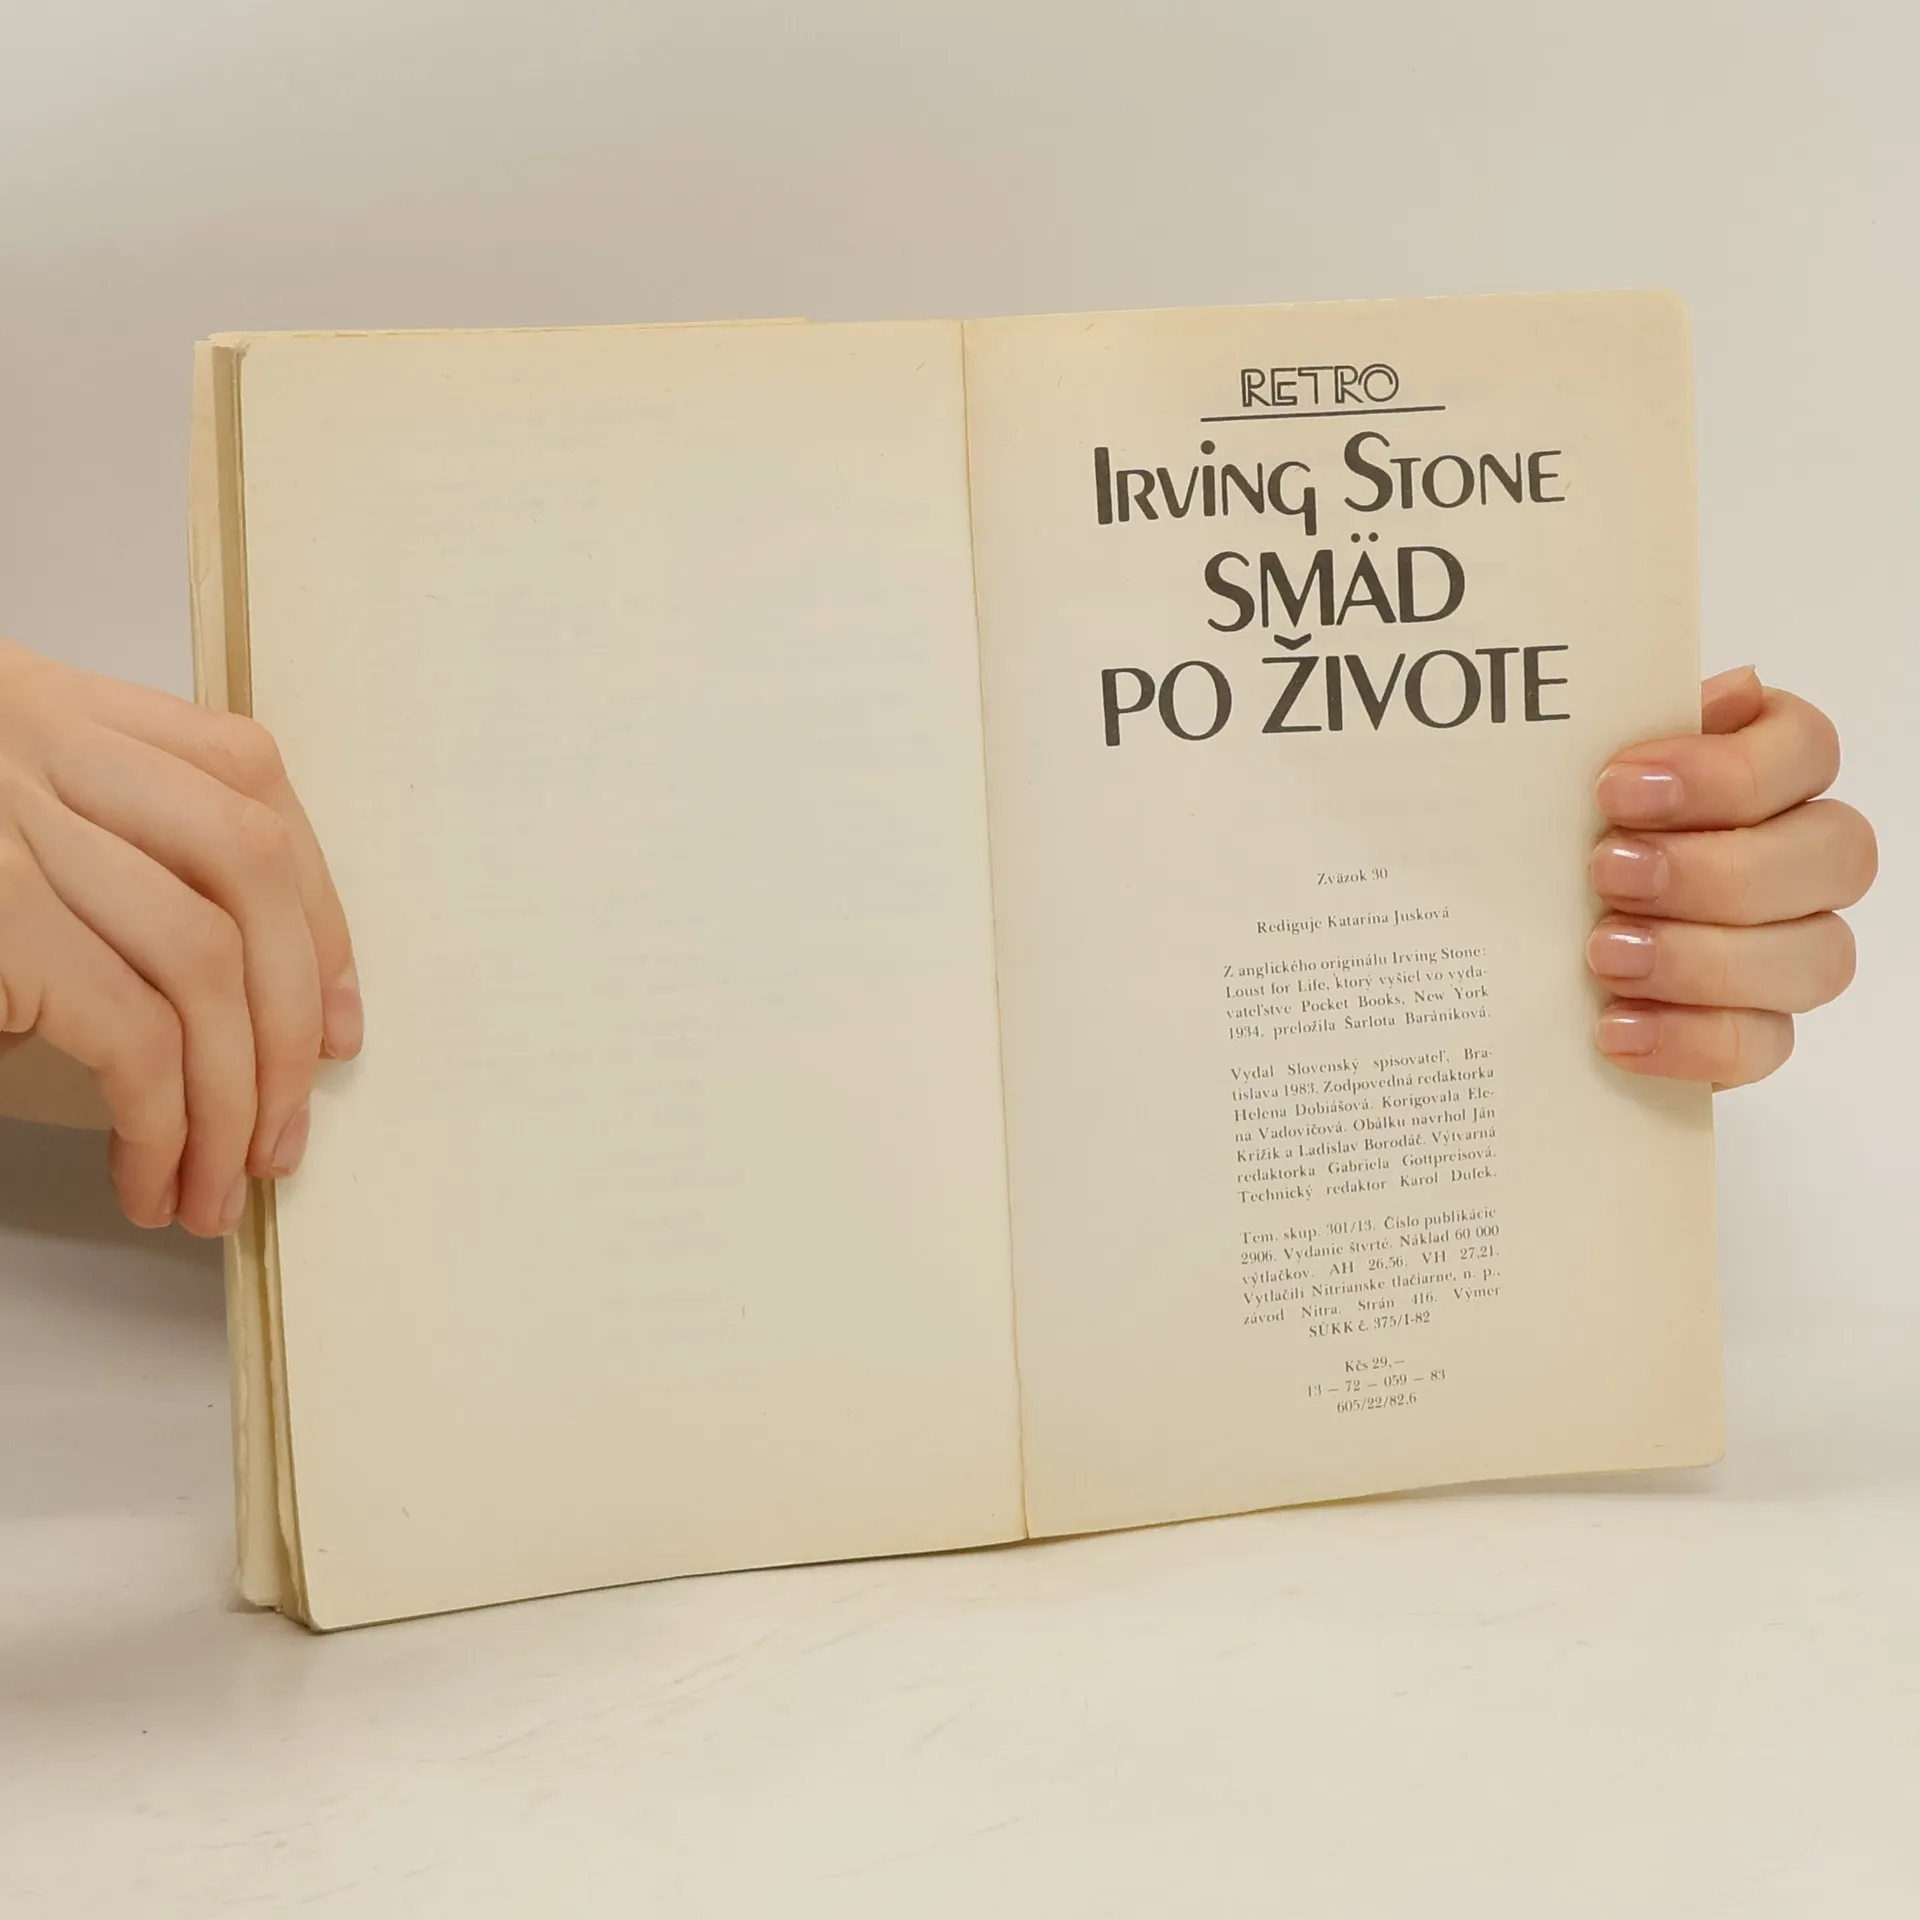 RETRO
IRVING STONE
SMÄD
PO ŽIVOTE
Zväzok 30
Rediguje Katarína Jusková
Z anglického originálu Irving Stone:
Loust for Life, ktorý vyšiel vo vyda-
vateľstve Pocket Books, New York
1934, preložila Šarlota Barániková.
Vydal Slovenský spisovateľ, Bra-
tislava 1983. Zodpovedná redaktorka
Helena Dobiášová. Korigovala Ele-
na Vadovičová. Obálku navrhol Ján
Krížik a Ladislav Borodáč. Výtvarná
redaktorka Gabriela Gottpreisová.
Technický redaktor Karol Dufek.
Tem. skup. 301/13. Číslo publikácie
2906. Vydanie štvrté. Náklad 60 000
výtlačkov. AH 26,56. VH 27,21.
Vytlačili Nitrianske tlačiarne, n. p.,
závod Nitra. Strán 416. Výmer
SÚKK č. 375/I-82
Kčs 29,—
13 — 72 — 059 — 83
605/22/82.6